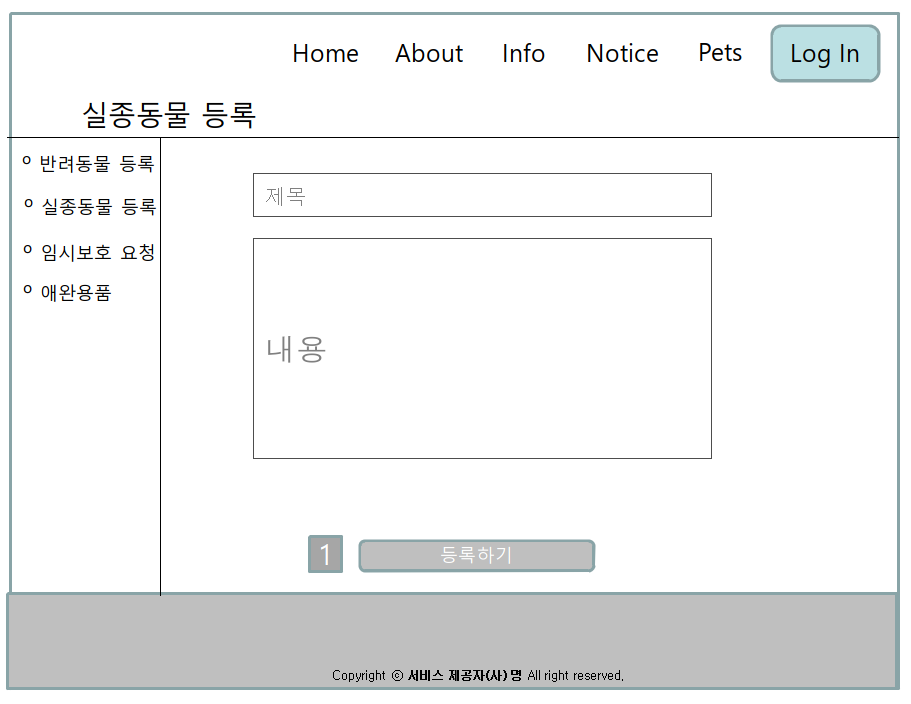 Home About Info Notice Pets Log In
실종동물 등록
o 반려동물 등록
o 실종동물 등록
o 임시보호 요청
o 애완용품
제목
내용
1 등록하기
Copyright ⓒ 서비스 제공자(사)명 All right reserved.